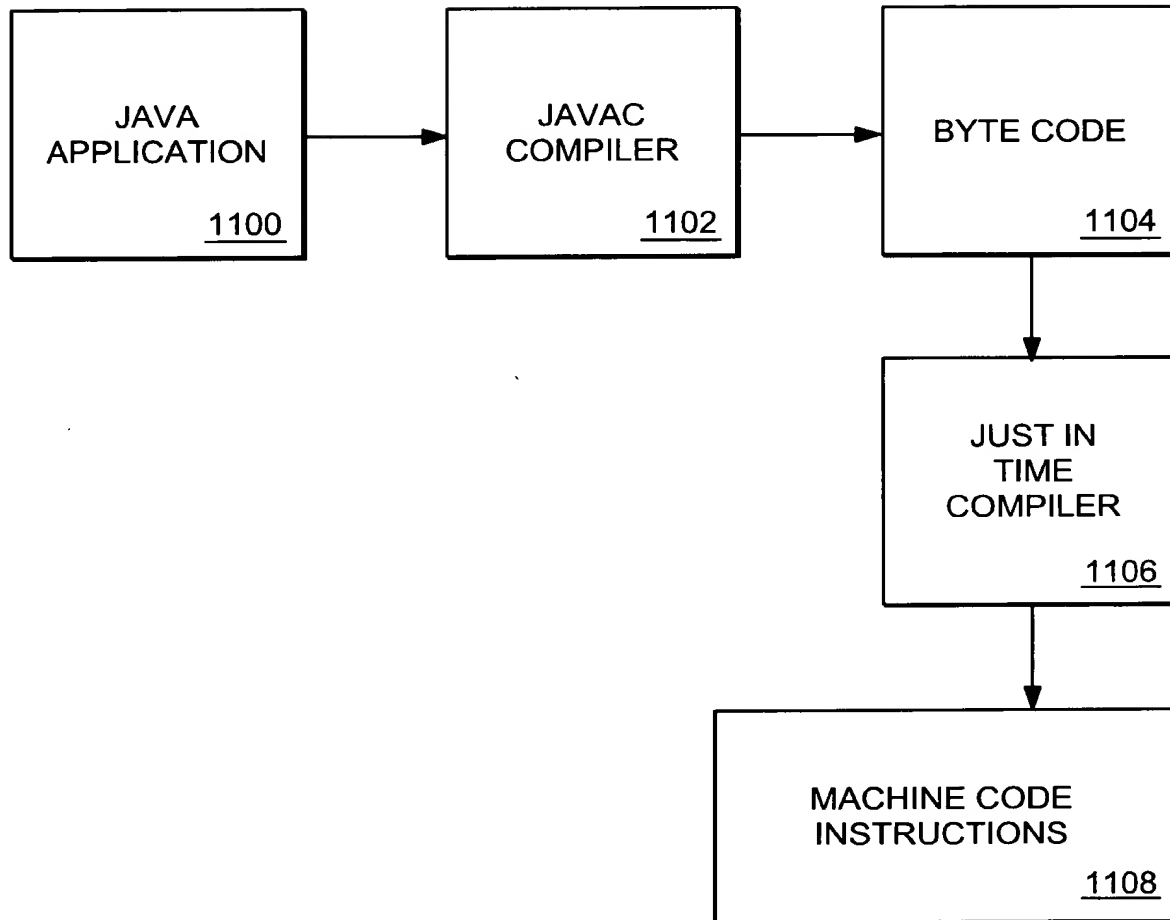 JAVA
APPLICATION
1100
JAVAC
COMPILER
1102
BYTE CODE
1104
JUST IN
TIME
COMPILER
1106
MACHINE CODE
INSTRUCTIONS
1108